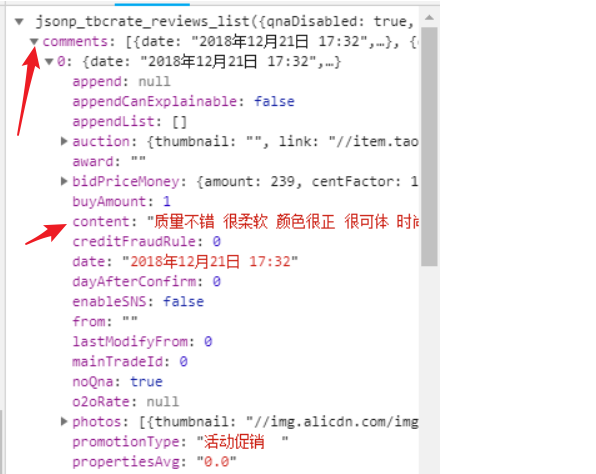 jsonp_tbcrate_reviews_list({qnaDisabled: true,
comments: [{date: "2018年12月21日 17:32",…}, {
0: {date: "2018年12月21日 17:32",…}
append: null
appendCanExplainable: false
appendList: []
auction: {thumbnail: "", link: "//item.tao
award: ""
bidPriceMoney: {amount: 239, centFactor: 1
buyAmount: 1
content: "质量不错 很柔软 颜色很正 很可体 时尚
creditFraudRule: 0
date: "2018年12月21日 17:32"
dayAfterConfirm: 0
enableSNS: false
from: ""
lastModifyFrom: 0
mainTradeId: 0
noQna: true
o2oRate: null
photos: [{thumbnail: "//img.alicdn.com/img
promotionType: "活动促销  "
propertiesAvg: "0.0"